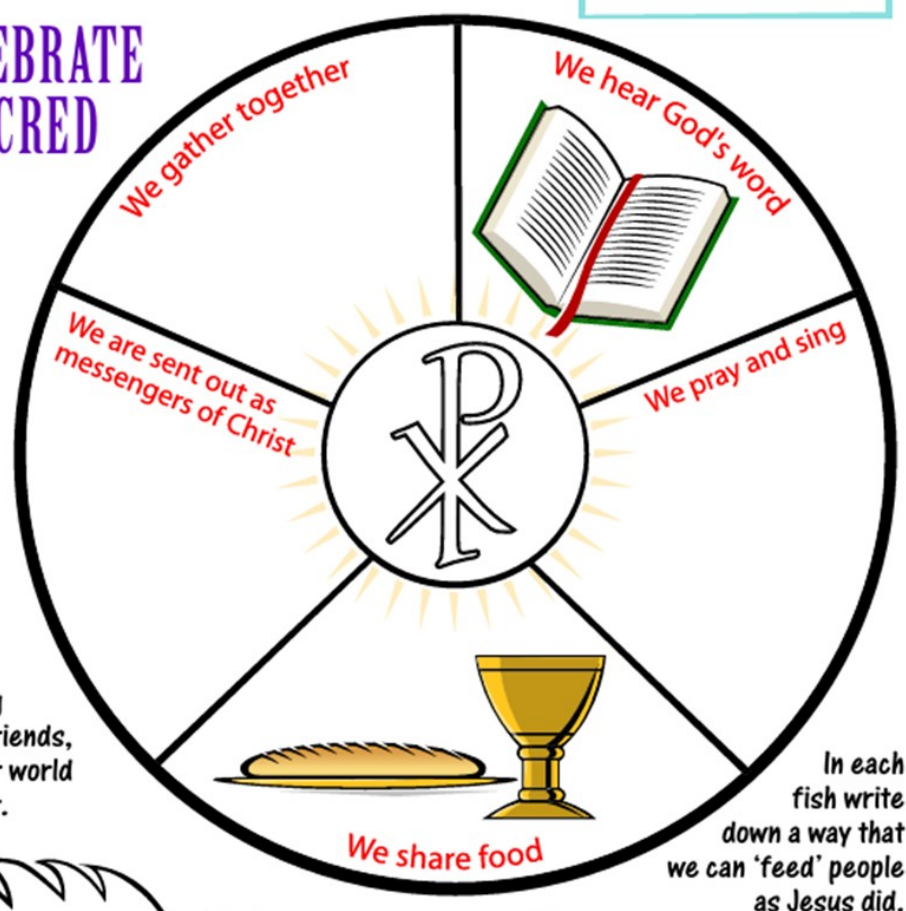 EBRATE
CRED
We gather together
We hear God's word
We are sent out as
messengers of Christ
We pray and sing
We share food
riends,
world
In each
fish write
down a way that
we can ‘feed’ people
as Jesus did.